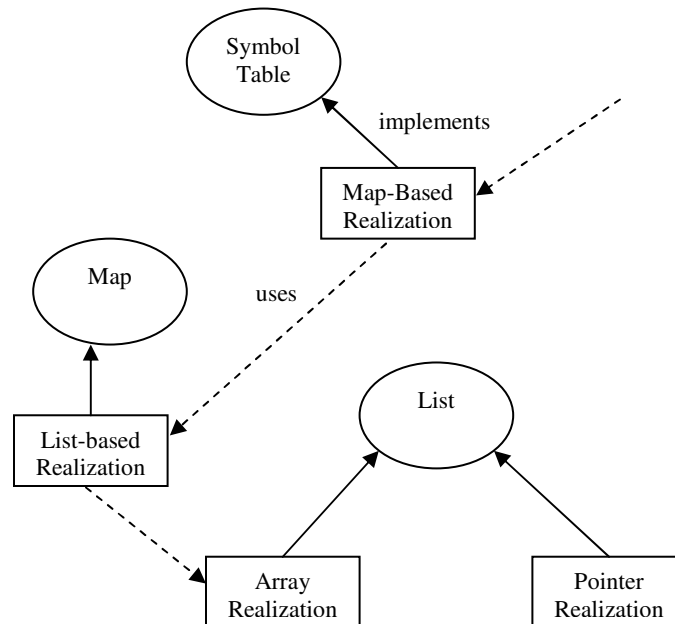 Symbol
Table
implements
Map-Based
Realization
Map
uses
List
List-based
Realization
Array
Realization
Pointer
Realization